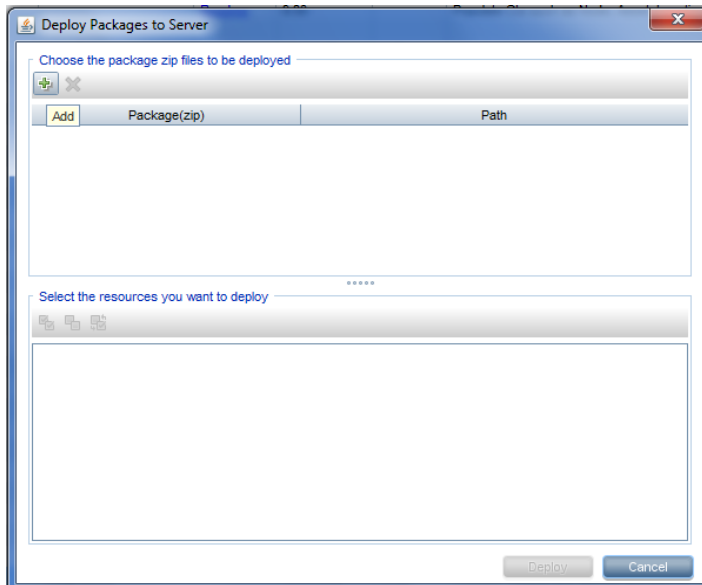 Deploy Packages to Server
Choose the package zip files to be deployed
Add
Package(zip) Path
Select the resources you want to deploy
Deploy Cancel